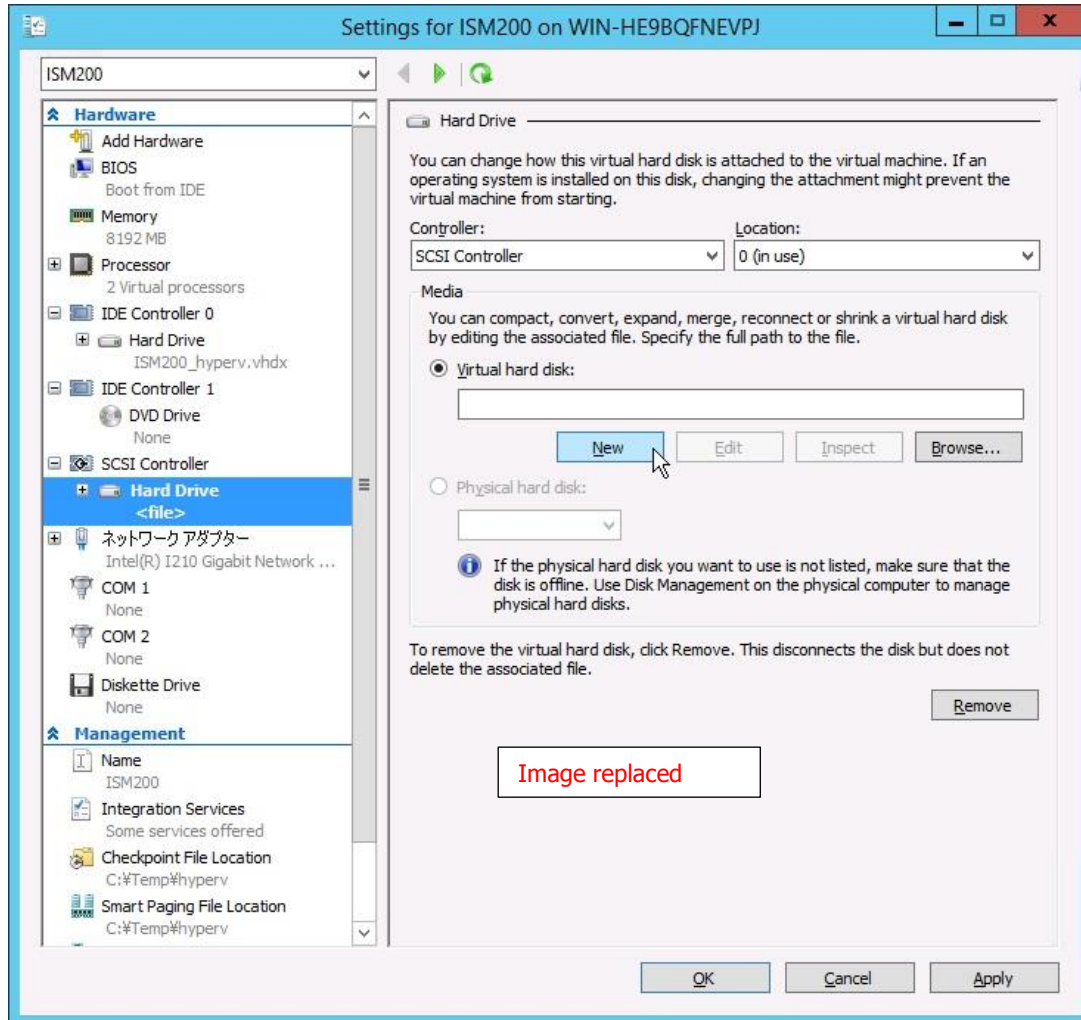 Settings for ISM200 on WIN-HE9BQFNEVPJ
ISM200
Hardware
Add Hardware
BIOS
Boot from IDE
Memory
8192 MB
Processor
2 Virtual processors
IDE Controller 0
Hard Drive
ISM200_hyperv.vhdx
IDE Controller 1
DVD Drive
None
SCSI Controller
Hard Drive
<file>
ネットワーク アダプター
Intel(R) I210 Gigabit Network ...
COM 1
None
COM 2
None
Diskette Drive
None
Management
Name
ISM200
Integration Services
Some services offered
Checkpoint File Location
C:¥Temp¥hyperv
Smart Paging File Location
C:¥Temp¥hyperv
Hard Drive
You can change how this virtual hard disk is attached to the virtual machine. If an
operating system is installed on this disk, changing the attachment might prevent the
virtual machine from starting.
Controller:
Location:
SCSI Controller
0 (in use)
Media
You can compact, convert, expand, merge, reconnect or shrink a virtual hard disk
by editing the associated file. Specify the full path to the file.
Virtual hard disk:
New
Edit
Inspect
Browse...
Physical hard disk:
If the physical hard disk you want to use is not listed, make sure that the
disk is offline. Use Disk Management on the physical computer to manage
physical hard disks.
To remove the virtual hard disk, click Remove. This disconnects the disk but does not
delete the associated file.
Remove
Image replaced
OK
Cancel
Apply